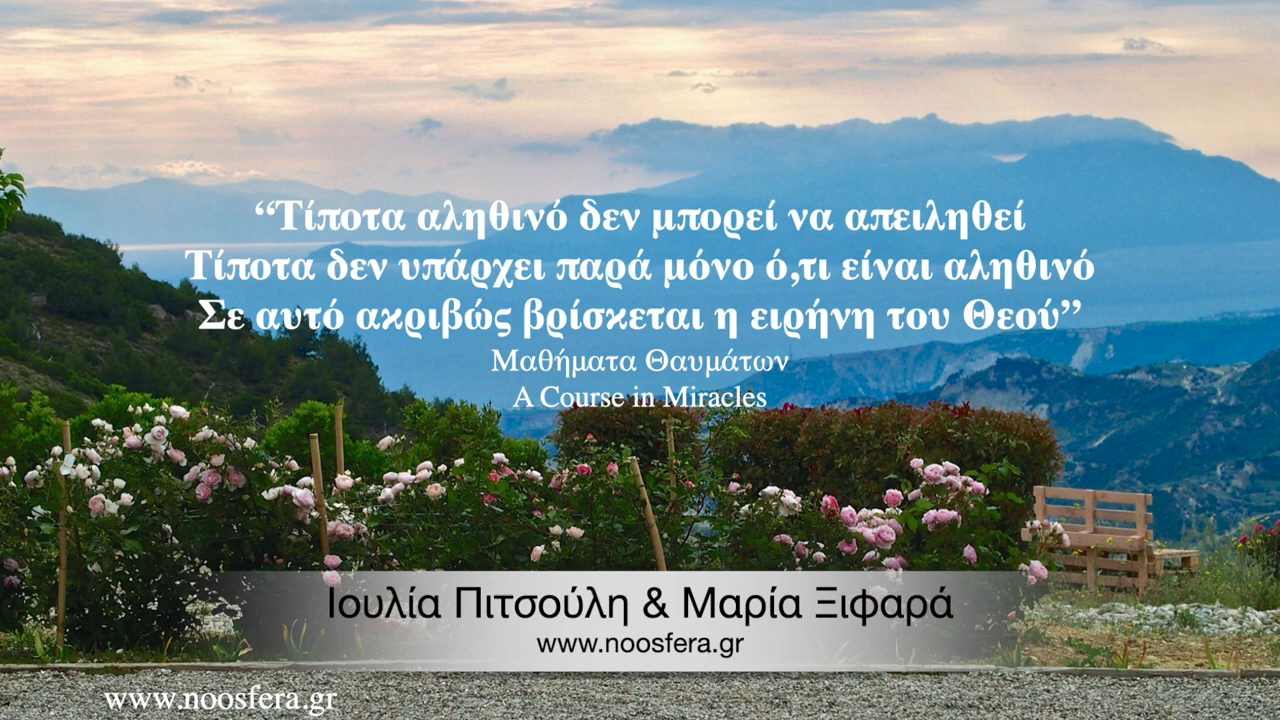 “Τίποτα αληθινό δεν μπορεί να απειληθεί
Τίποτα δεν υπάρχει παρά μόνο ό,τι είναι αληθινό
Σε αυτό ακριβώς βρίσκεται η ειρήνη του Θεού”
Μαθήματα Θαυμάτων
A Course in Miracles
Ιουλία Πιτσούλη & Μαρία Ξιφαρά
www.noosfera.gr
www.noosfera.gr